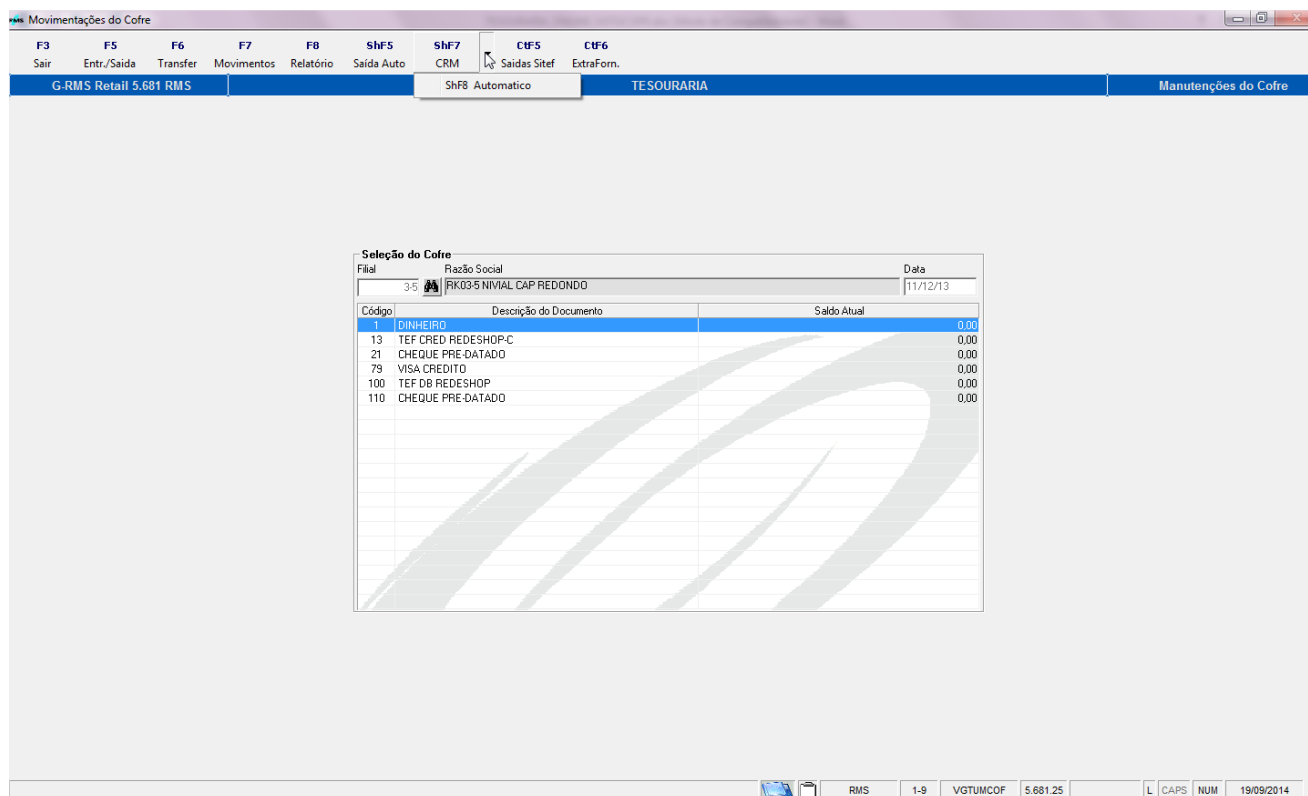 RMS Movimentações do Cofre
F3 F5 F6 F7 F8 ShF5 ShF7 CtF5 CtF6
Sair Entr./Saida Transfer Movimentos Relatório Saída Auto CRM Saidas Sitef ExtraForn.
ShF8 Automatico
G-RMS Retail 5.681 RMS TESOURARIA Manutenções do Cofre
Seleção do Cofre
Filial Razão Social Data
3-5 RK03-5 NIVIAL CAP REDONDO 11/12/13
Código Descrição do Documento Saldo Atual
1 DINHEIRO 0,00
13 TEF CRED REDESHOP-C 0,00
21 CHEQUE PRE-DATADO 0,00
79 VISA CREDITO 0,00
100 TEF DB REDESHOP 0,00
110 CHEQUE PRE-DATADO 0,00
RMS 1-9 VGTUMCOF 5.681.25 L CAPS NUM 19/09/2014